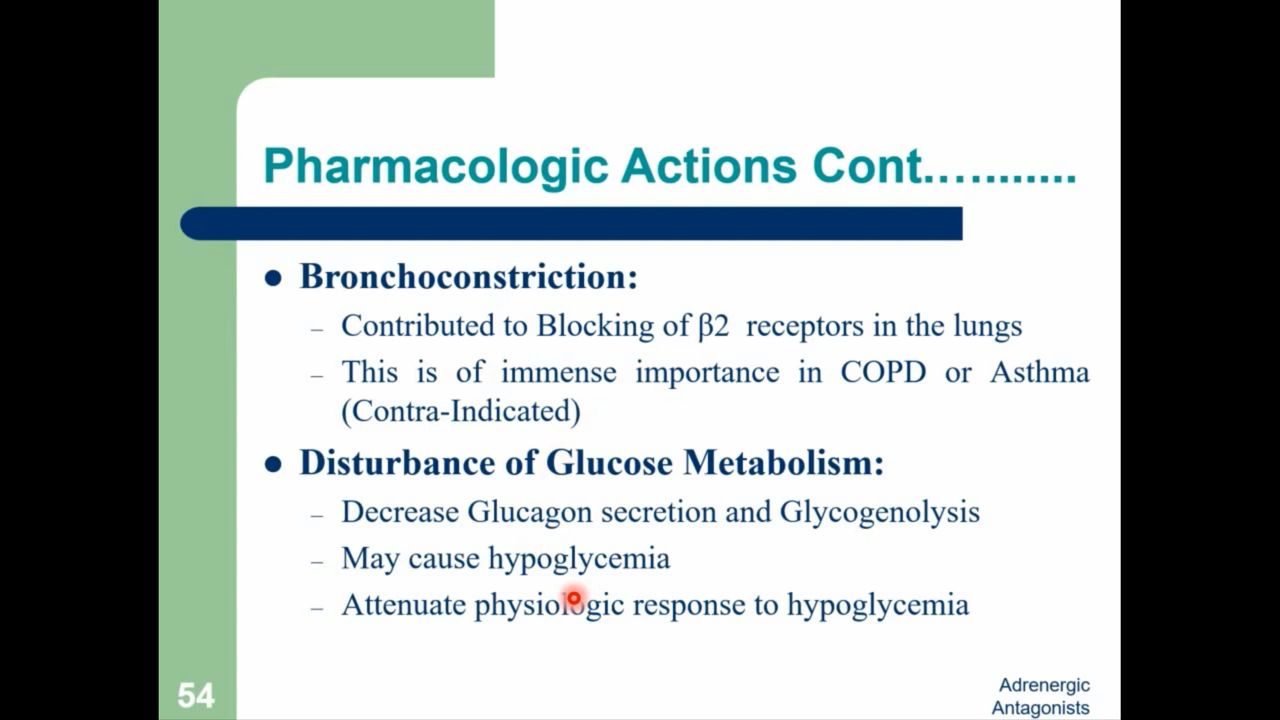 Pharmacologic Actions Cont............
● Bronchoconstriction:
– Contributed to Blocking of β2 receptors in the lungs
– This is of immense importance in COPD or Asthma
(Contra-Indicated)
● Disturbance of Glucose Metabolism:
– Decrease Glucagon secretion and Glycogenolysis
– May cause hypoglycemia
– Attenuate physiologic response to hypoglycemia
54
Adrenergic
Antagonists